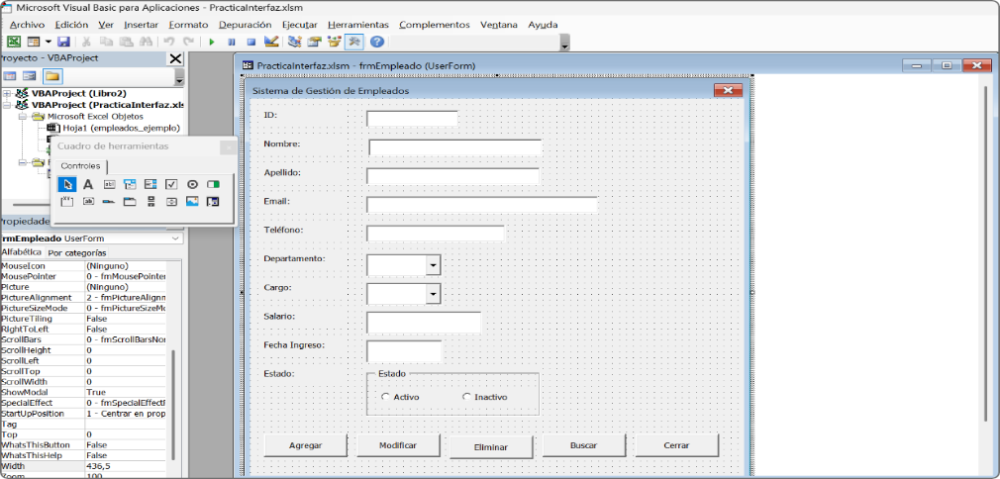 Microsoft Visual Basic para Aplicaciones - PracticaInterfaz.xlsm
Archivo Edición Ver Insertar Formato Depuración Ejecutar Herramientas Complementos Ventana Ayuda
Proyecto - VBAProject
VBAProject (Libro2)
VBAProject (PracticaInterfaz.xls
Microsoft Excel Objetos
Hoja1 (empleados_ejemplo)
Cuadro de herramientas
Controles
Propiedade
frmEmpleado UserForm
Alfabética Por categorías
MouseIcon (Ninguno)
MousePointer 0 - fmMousePointer
Picture (Ninguno)
PictureAlignment 2 - fmPictureAlignn
PictureSizeMode 0 - fmPictureSizeMo
PictureTiling False
RightToLeft False
ScrollBars 0 - fmScrollBarsNor
ScrollHeight 0
ScrollLeft 0
ScrollTop 0
ScrollWidth 0
ShowModal True
SpecialEffect 0 - fmSpecialEffectF
StartUpPosition 1 - Centrar en prop
Tag
Top 0
WhatsThisButton False
WhatsThisHelp False
Width 436,5
Zoom 100
PracticaInterfaz.xlsm - frmEmpleado (UserForm)
Sistema de Gestión de Empleados
ID:
Nombre:
Apellido:
Email:
Teléfono:
Departamento:
Cargo:
Salario:
Fecha Ingreso:
Estado: Estado
Activo Inactivo
Agregar Modificar Eliminar Buscar Cerrar